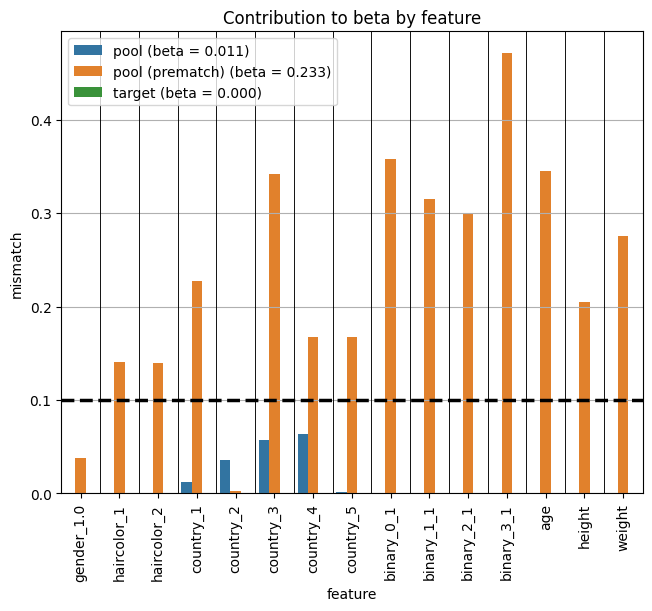 Contribution to beta by feature
pool (beta = 0.011)
pool (prematch) (beta = 0.233)
target (beta = 0.000)
mismatch
0.4
0.3
0.2
0.1
0.0
gender_1.0
haircolor_1
haircolor_2
country_1
country_2
country_3
country_4
country_5
binary_0_1
binary_1_1
binary_2_1
binary_3_1
age
height
weight
feature